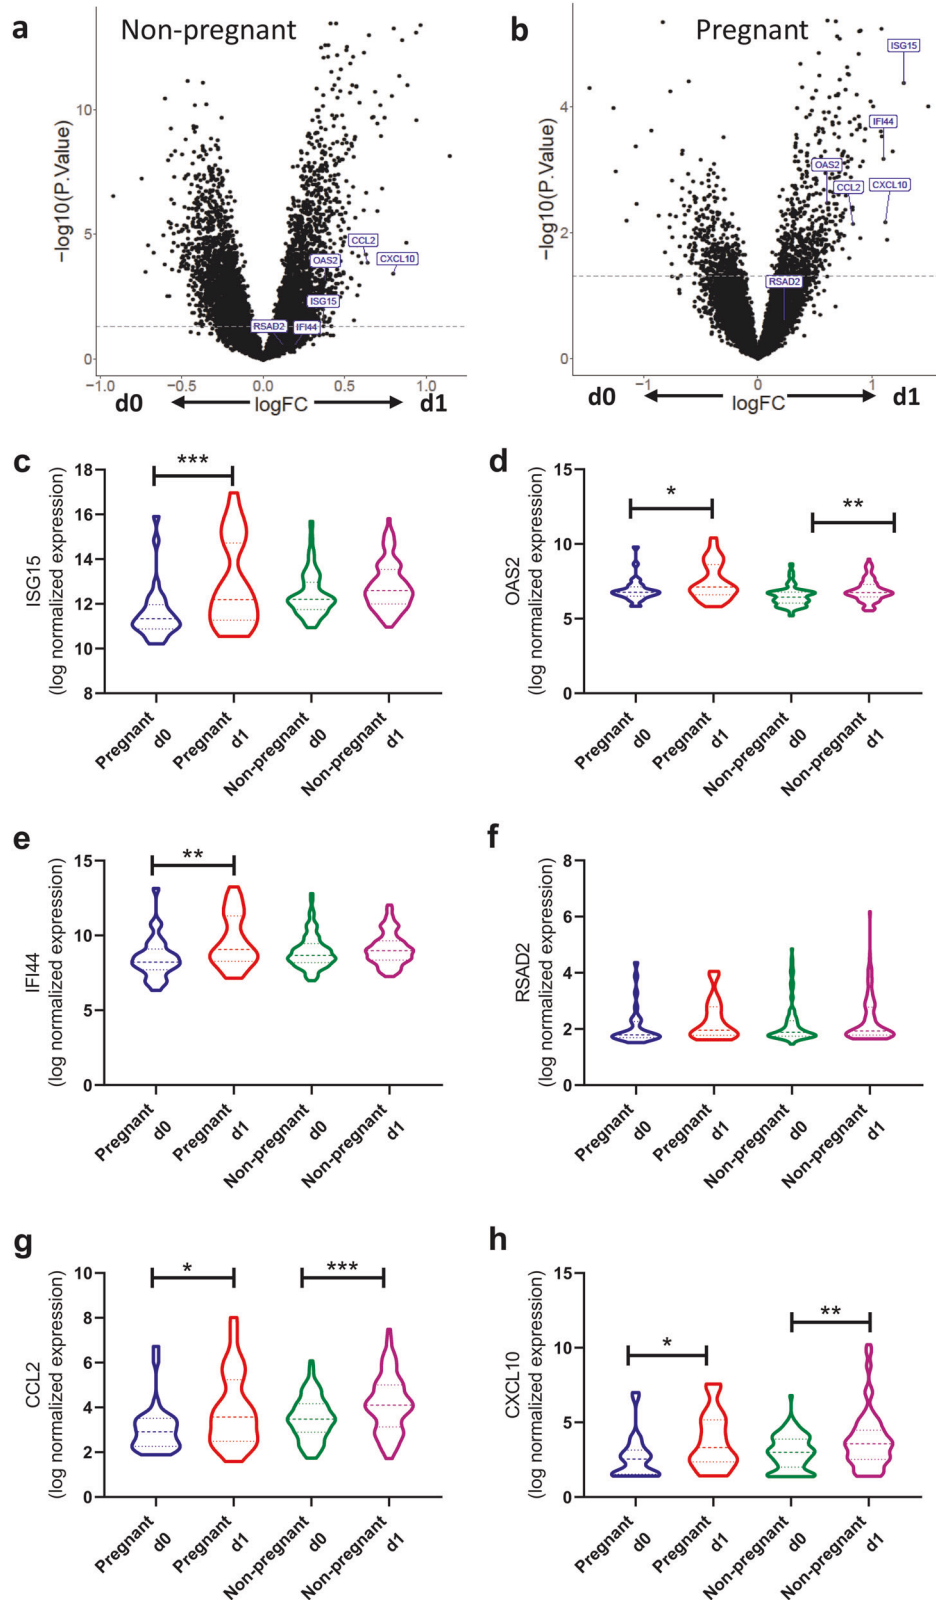 a
Non-pregnant
−log10(P.Value)
10
5
0
CCL2
OAS2
CXCL10
ISG15
RSAD2
IFI44
−1.0
−0.5
0.0
0.5
1.0
d0
logFC
d1
b
Pregnant
−log10(P.Value)
4
2
0
ISG15
IFI44
OAS2
CCL2
CXCL10
RSAD2
−1
0
1
d0
logFC
d1
c
ISG15
(log normalized expression)
18
16
14
12
10
8
***
Pregnant d0
Pregnant d1
Non-pregnant d0
Non-pregnant d1
d
OAS2
(log normalized expression)
15
10
5
0
*
**
Pregnant d0
Pregnant d1
Non-pregnant d0
Non-pregnant d1
e
IFI44
(log normalized expression)
15
10
5
0
**
Pregnant d0
Pregnant d1
Non-pregnant d0
Non-pregnant d1
f
RSAD2
(log normalized expression)
8
6
4
2
0
Pregnant d0
Pregnant d1
Non-pregnant d0
Non-pregnant d1
g
CCL2
(log normalized expression)
10
8
6
4
2
0
*
***
Pregnant d0
Pregnant d1
Non-pregnant d0
Non-pregnant d1
h
CXCL10
(log normalized expression)
15
10
5
0
*
**
Pregnant d0
Pregnant d1
Non-pregnant d0
Non-pregnant d1